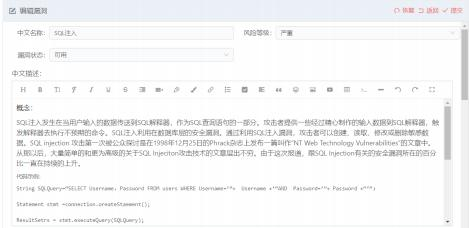 编辑漏洞 依据 返回 提交
中文名称: SQL注入 风险等级: 严重
漏洞状态: 可用
中文描述:
概念:
SQL注入发生在当用户输入的数据传送到SQL解释器，作为SQL查询语句的一部分。攻击者提供一些经过精心制作的输入数据到SQL解释器，触
发解释器去执行不预期的命令。SQL注入利用在数据库层的安全漏洞。通过利用SQL注入漏洞，攻击者可以创建、读取、修改或删除敏感数
据。SQL injection 攻击第一次被公众探讨是在1998年12月25日的Phrack杂志上发布一篇叫作"NT Web Technology Vulnerabilities"的文章中。
从那以后，大量简单的和更为高级的关于SQL Injection攻击技术的文章层出不穷。由于这次报道，跟SQL Injection有关的安全漏洞所在的百分
比一直在持续的上升。
代码示例:
String SQLQuery="SELECT Username, Password FROM users WHERE Username='"+ Username +"'AND Password='"+ Password +"'";
Statement stmt =connection.createStaement();
ResultSetrs = stmt.executeQuery(SQLQuery);